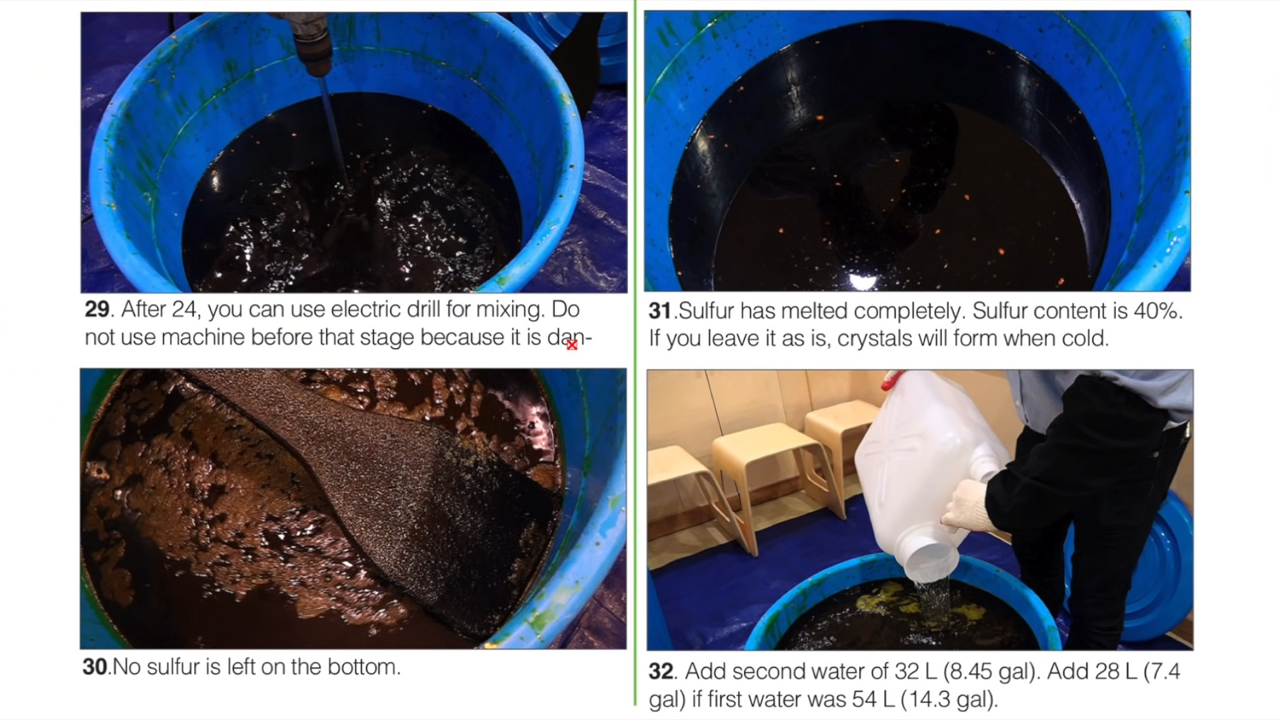 29. After 24, you can use electric drill for mixing. Do
not use machine before that stage because it is dan-
30.No sulfur is left on the bottom.
31.Sulfur has melted completely. Sulfur content is 40%.
If you leave it as is, crystals will form when cold.
32. Add second water of 32 L (8.45 gal). Add 28 L (7.4
gal) if first water was 54 L (14.3 gal).